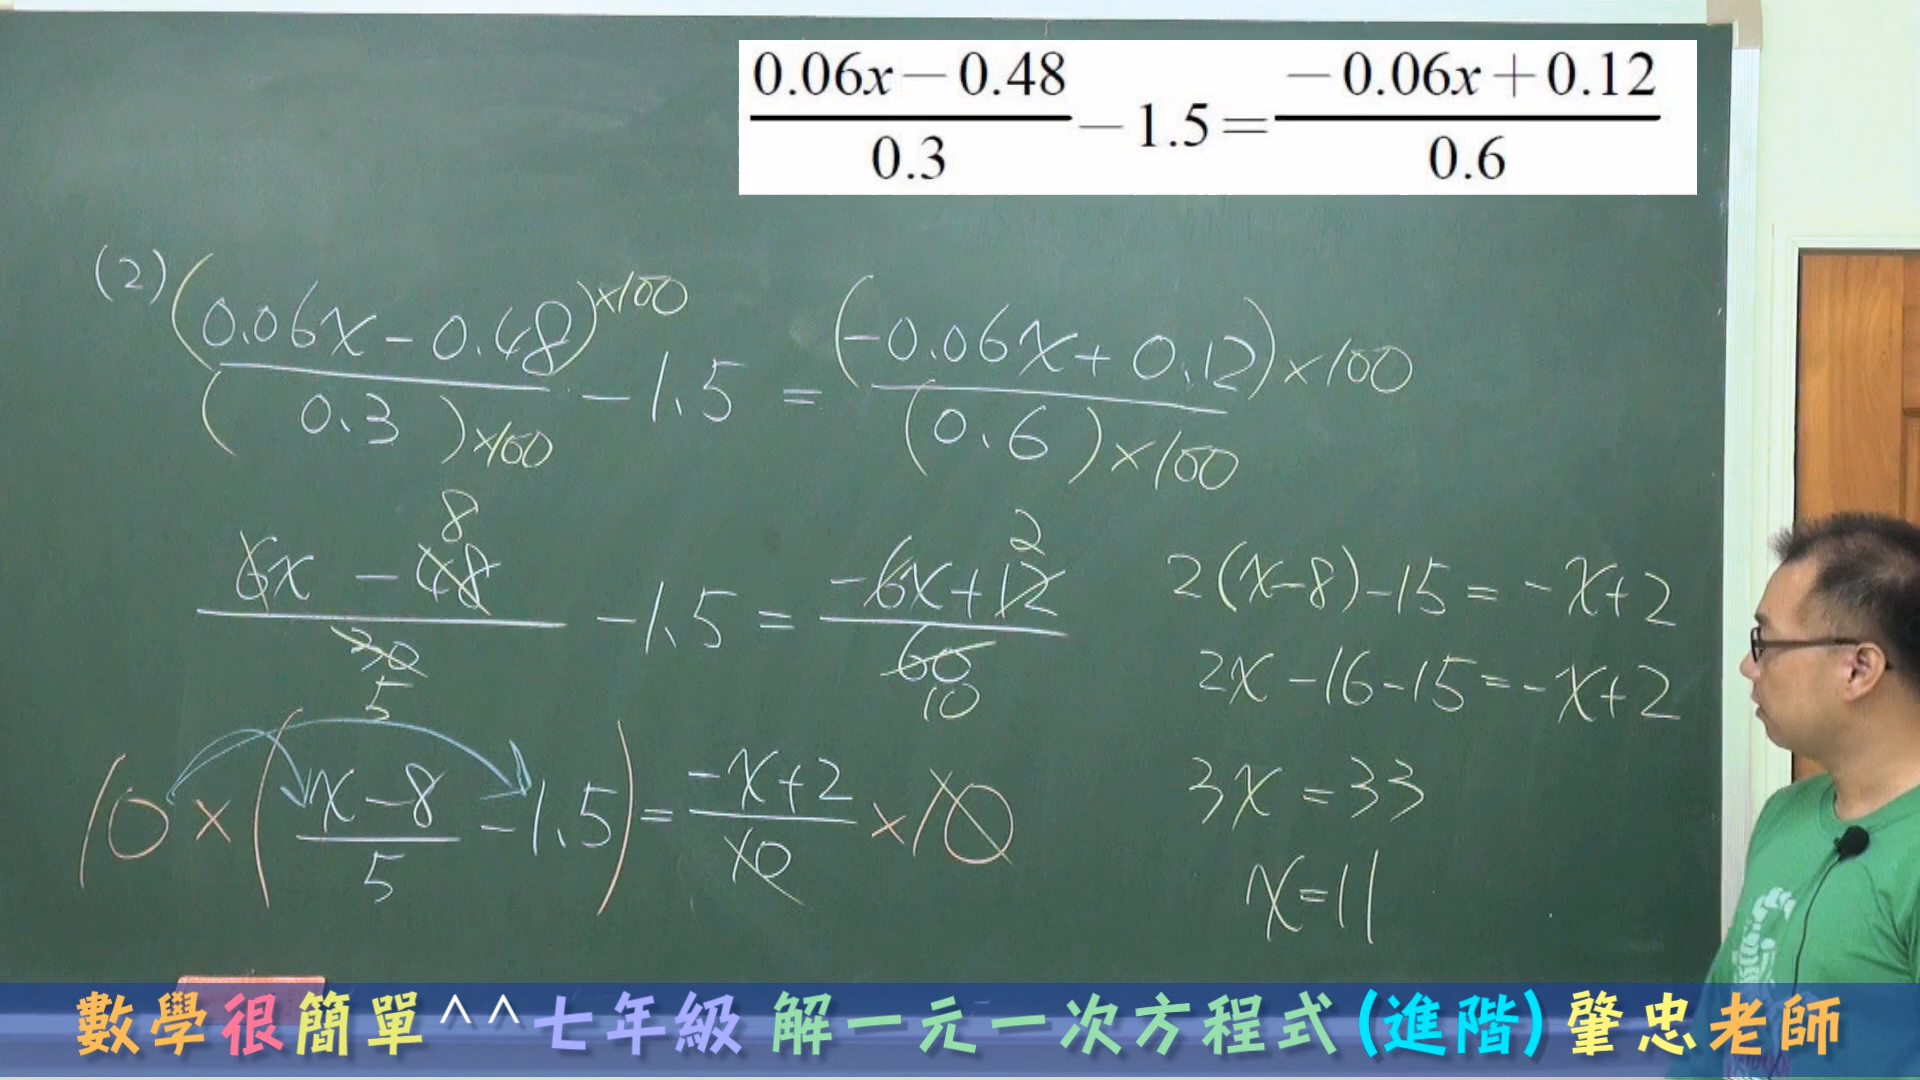 0.06x-0.48/0.3 -1.5= -0.06x+0.12/0.6
(2) (0.06x-0.48)×100/(0.3)×100 -1.5 = (-0.06x+0.12)×100/(0.6)×100
8 2
6x-48/30 -1.5 = -6x+12/60
5 10
10×(x-8/5 -1.5) = -x+2/10 ×10
2(x-8)-15=-x+2
2x-16-15=-x+2
3x=33
x=11
數學很簡單^^七年級 解一元一次方程式(進階)肇忠老師